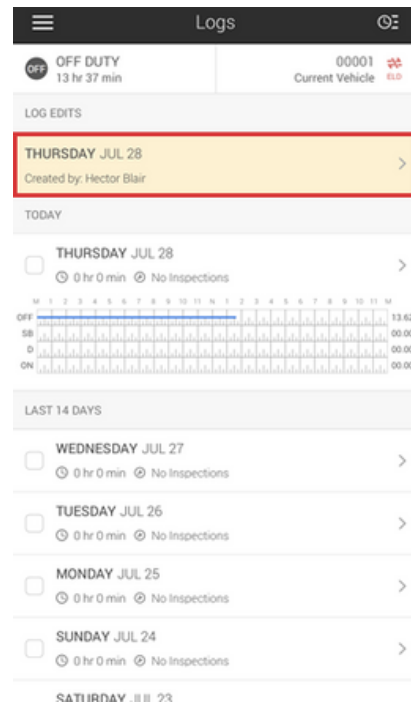 Logs
OFF
OFF DUTY
13 hr 37 min
00001
Current Vehicle
ELD
LOG EDITS
THURSDAY JUL 28
Created by: Hector Blair
TODAY
THURSDAY JUL 28
0 hr 0 min No Inspections
M 1 2 3 4 5 6 7 8 9 10 11 N 1 2 3 4 5 6 7 8 9 10 11 M
OFF 13.62
SB 00.00
D 00.00
ON 00.00
LAST 14 DAYS
WEDNESDAY JUL 27
0 hr 0 min No Inspections
TUESDAY JUL 26
0 hr 0 min No Inspections
MONDAY JUL 25
0 hr 0 min No Inspections
SUNDAY JUL 24
0 hr 0 min No Inspections
SATURDAY JUL 23